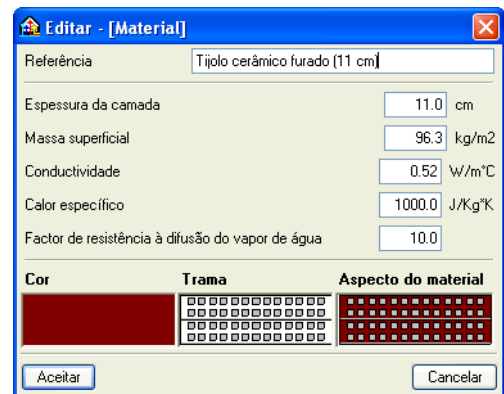 Editar - [Material]
Referência Tijolo cerâmico furado (11 cm)
Espessura da camada 11.0 cm
Massa superficial 96.3 kg/m2
Conductividade 0.52 W/m°C
Calor específico 1000.0 J/Kg°K
Factor de resistência à difusão do vapor de água 10.0
Cor Trama Aspecto do material
Aceitar Cancelar